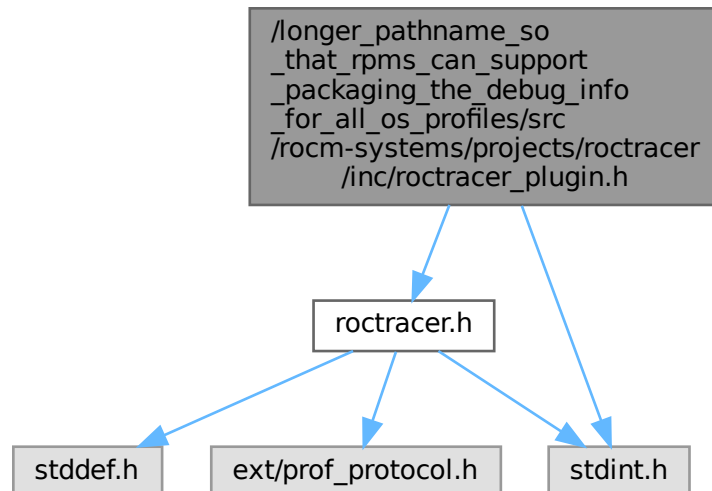 /longer_pathname_so
_that_rpms_can_support
_packaging_the_debug_info
_for_all_os_profiles/src
/rocm-systems/projects/roctracer
/inc/roctracer_plugin.h
roctracer.h
stddef.h
ext/prof_protocol.h
stdint.h